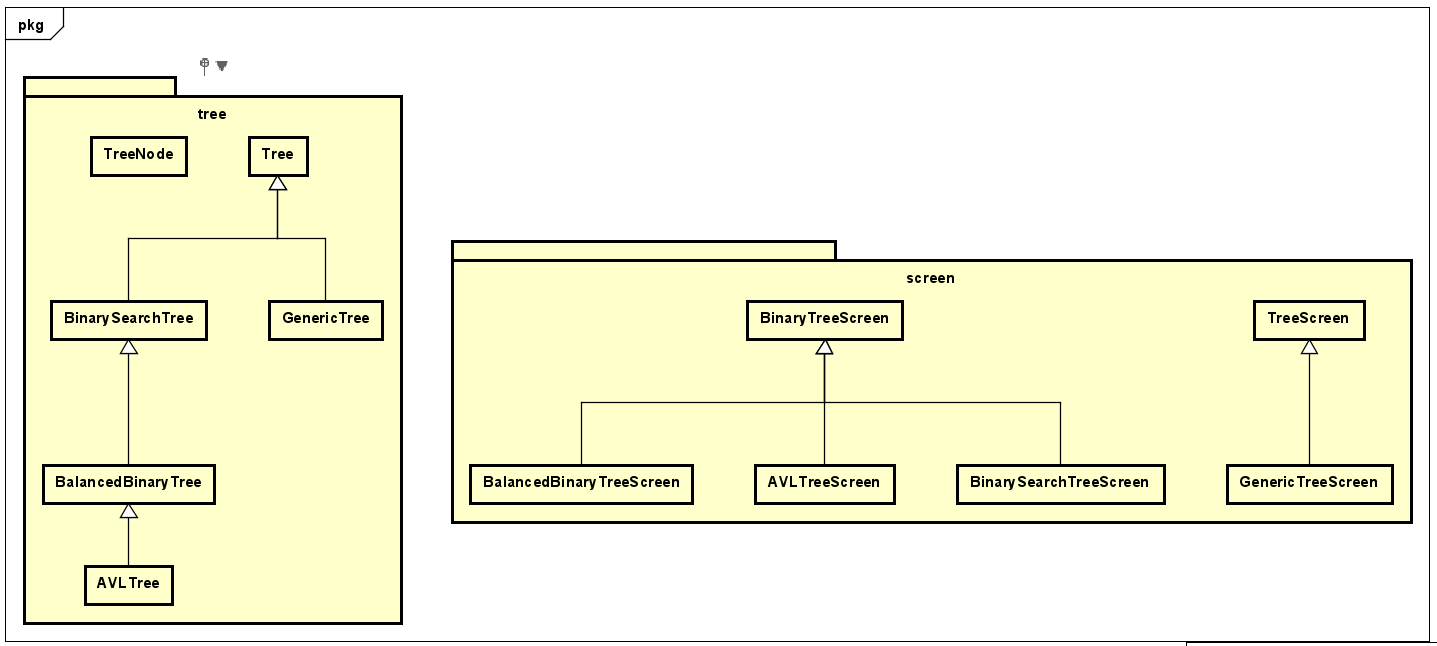 pkg
tree
TreeNode
Tree
BinarySearchTree
GenericTree
BalancedBinaryTree
AVLTree
screen
BinaryTreeScreen
TreeScreen
BalancedBinaryTreeScreen
AVLTreeScreen
BinarySearchTreeScreen
GenericTreeScreen